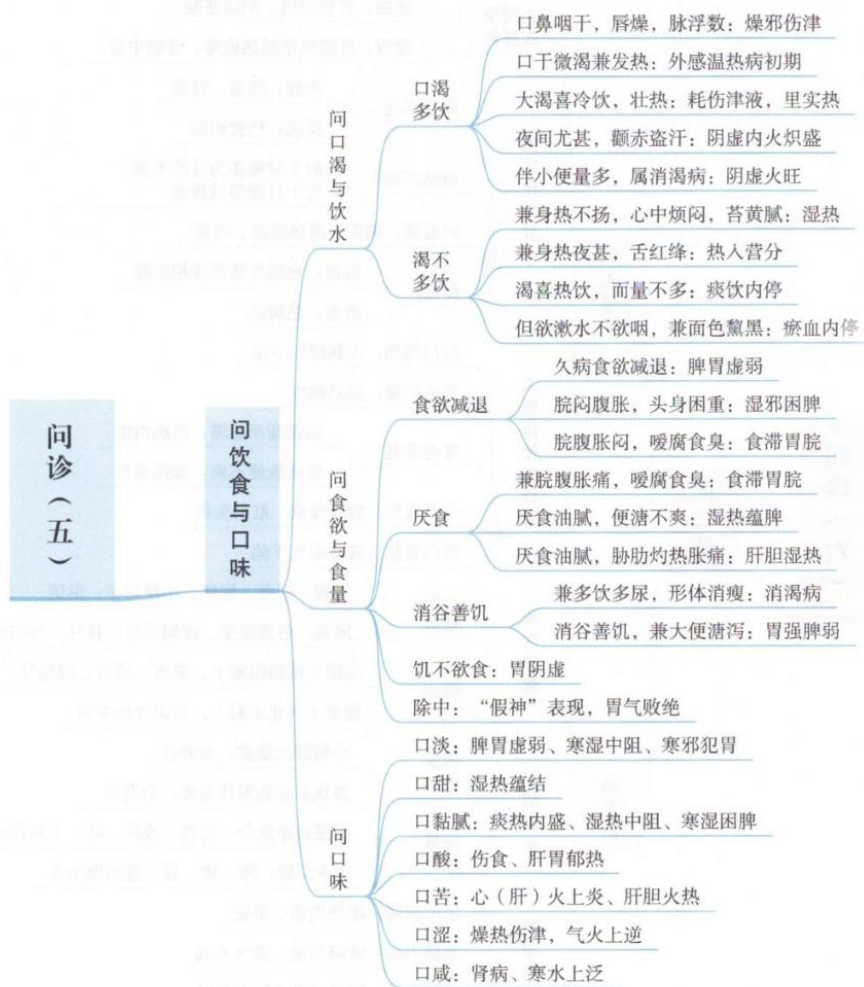 问诊（五）
问饮食与口味
问口渴与饮水
口渴
多饮
口鼻咽干，唇燥，脉浮数：燥邪伤津
口干微渴兼发热：外感温热病初期
大渴喜冷饮，壮热：耗伤津液，里实热
夜间尤甚，颧赤盗汗：阴虚内火炽盛
伴小便量多，属消渴病：阴虚火旺
渴不
多饮
兼身热不扬，心中烦闷，苔黄腻：湿热
兼身热夜甚，舌红绛：热入营分
渴喜热饮，而量不多：痰饮内停
但欲漱水不欲咽，兼面色黧黑：瘀血内停
问食欲与食量
食欲减退
久病食欲减退：脾胃虚弱
脘闷腹胀，头身困重：湿邪困脾
脘腹胀闷，嗳腐食臭：食滞胃脘
厌食
兼脘腹胀痛，嗳腐食臭：食滞胃脘
厌食油腻，便溏不爽：湿热蕴脾
厌食油腻，胁肋灼热胀痛：肝胆湿热
消谷善饥
兼多饮多尿，形体消瘦：消渴病
消谷善饥，兼大便溏泻：胃强脾弱
饥不欲食：胃阴虚
除中：“假神”表现，胃气败绝
问口味
口淡：脾胃虚弱、寒湿中阻、寒邪犯胃
口甜：湿热蕴结
口黏腻：痰热内盛、湿热中阻、寒湿困脾
口酸：伤食、肝胃郁热
口苦：心（肝）火上炎、肝胆火热
口涩：燥热伤津，气火上逆
口咸：肾病、寒水上泛